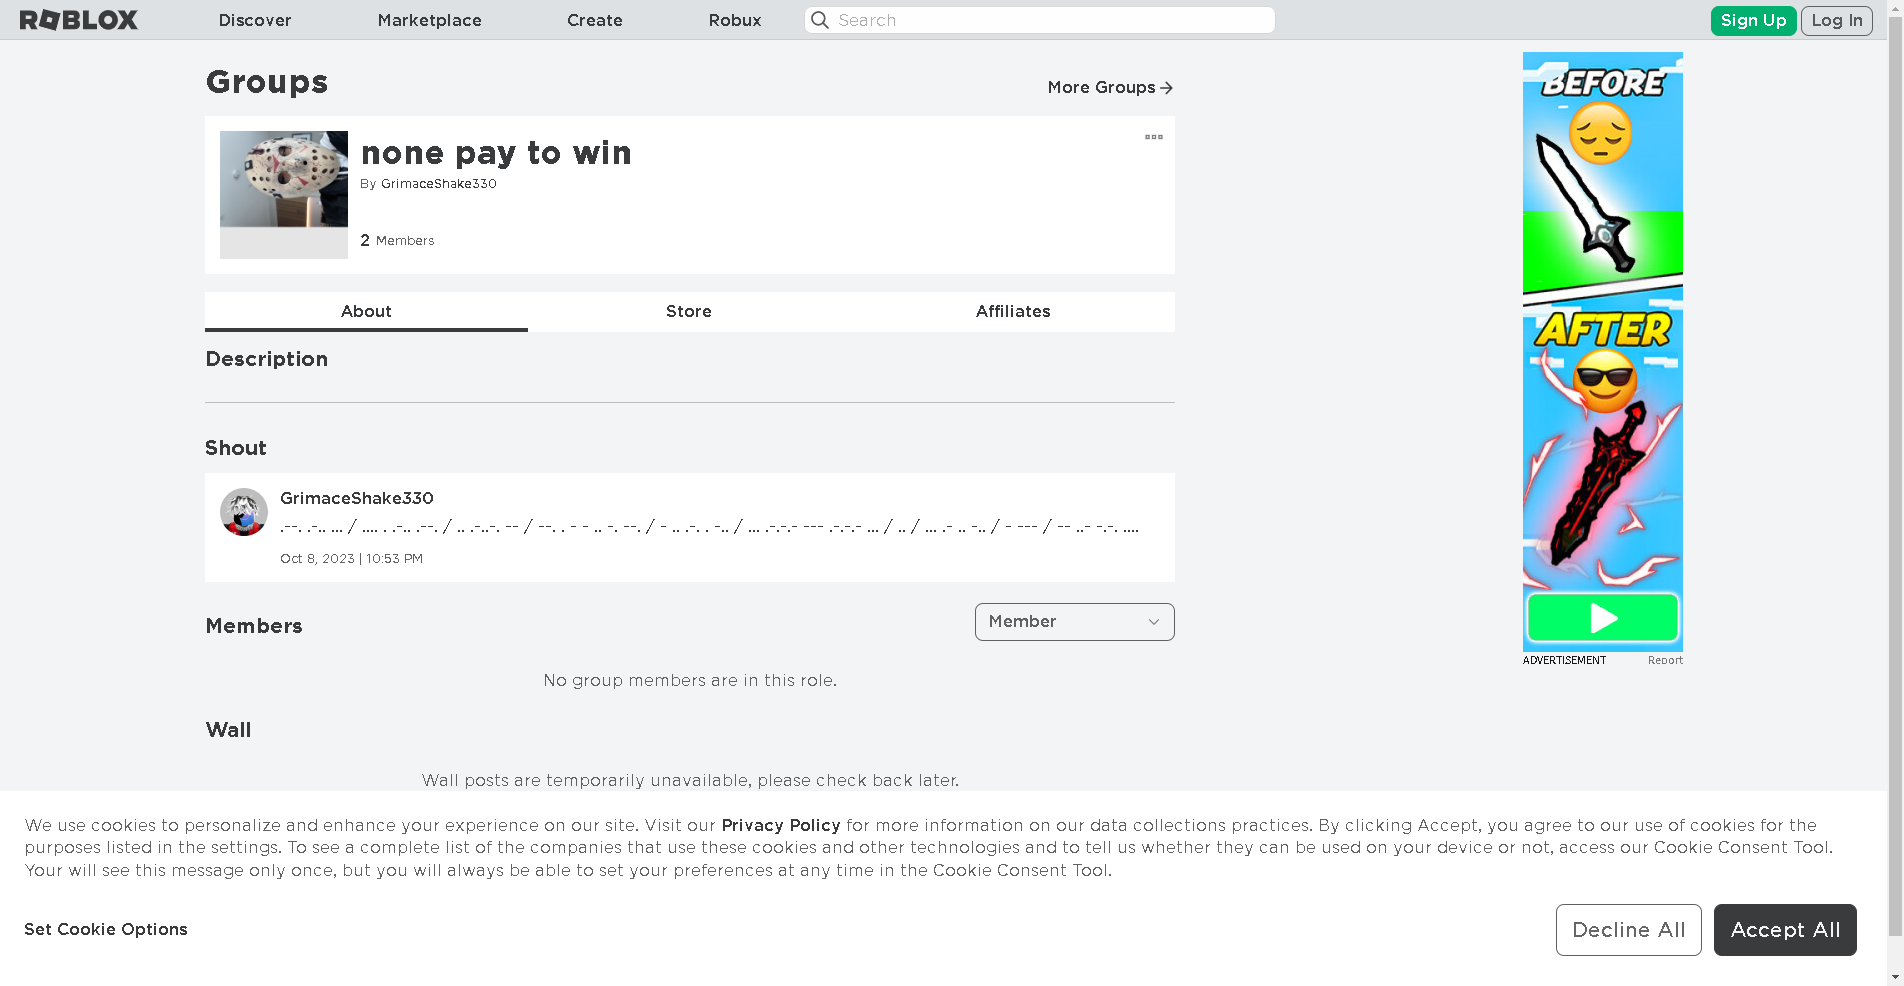 ROBLOX Discover Marketplace Create Robux Search Sign Up Log In
Groups
More Groups
none pay to win
By GrimaceShake330
2 Members
About Store Affiliates
Description
Shout
GrimaceShake330
.--. .-.. ... / .... . .-.. .--. / .. .-..-. -- / --. . - - .. -. --. / - .. .-. . -.. / ... .-.-.- --- .-.-.- ... / .. / ... .- .. -.. / - --- / -- ..- -.-. ....
Oct 8, 2023 | 10:53 PM
Members
Member
No group members are in this role.
Wall
Wall posts are temporarily unavailable, please check back later.
BEFORE
AFTER
ADVERTISEMENT Report
We use cookies to personalize and enhance your experience on our site. Visit our Privacy Policy for more information on our data collections practices. By clicking Accept, you agree to our use of cookies for the
purposes listed in the settings. To see a complete list of the companies that use these cookies and other technologies and to tell us whether they can be used on your device or not, access our Cookie Consent Tool.
Your will see this message only once, but you will always be able to set your preferences at any time in the Cookie Consent Tool.
Set Cookie Options
Decline All
Accept All